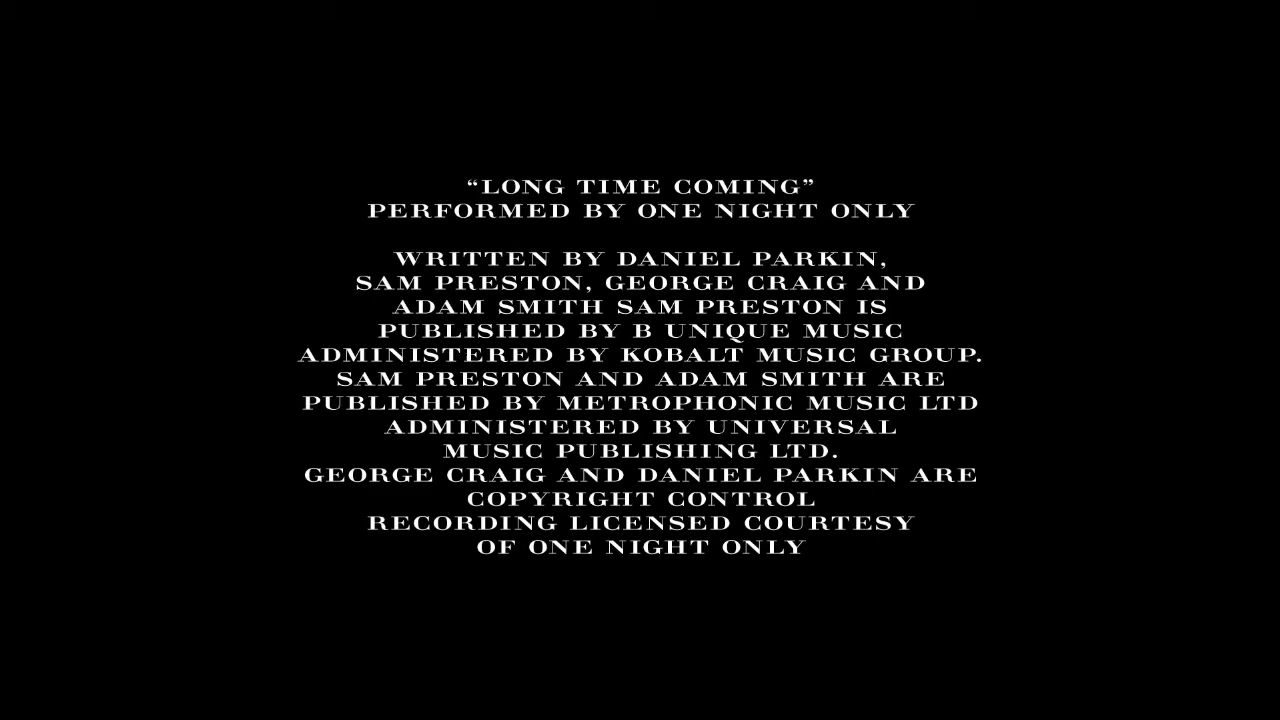 “LONG TIME COMING”
PERFORMED BY ONE NIGHT ONLY
WRITTEN BY DANIEL PARKIN,
SAM PRESTON, GEORGE CRAIG AND
ADAM SMITH SAM PRESTON IS
PUBLISHED BY B UNIQUE MUSIC
ADMINISTERED BY KOBALT MUSIC GROUP.
SAM PRESTON AND ADAM SMITH ARE
PUBLISHED BY METROPHONIC MUSIC LTD
ADMINISTERED BY UNIVERSAL
MUSIC PUBLISHING LTD.
GEORGE CRAIG AND DANIEL PARKIN ARE
COPYRIGHT CONTROL
RECORDING LICENSED COURTESY
OF ONE NIGHT ONLY